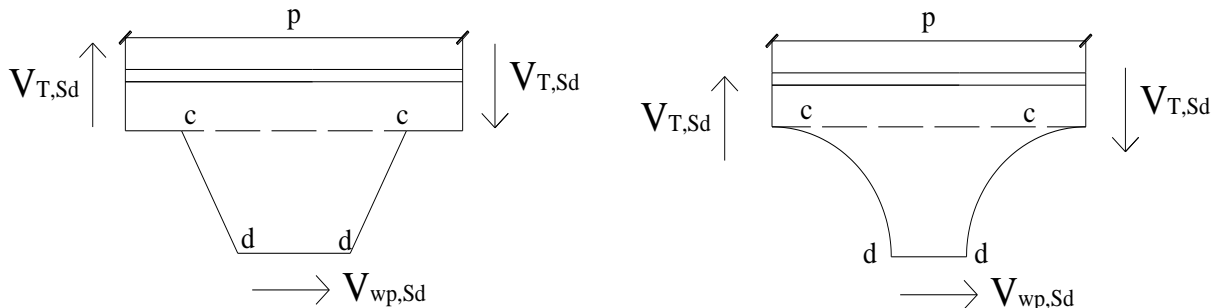 p
V_T,Sd
V_T,Sd
c c
d d
V_wp,Sd
p
V_T,Sd
V_T,Sd
c c
d d
V_wp,Sd